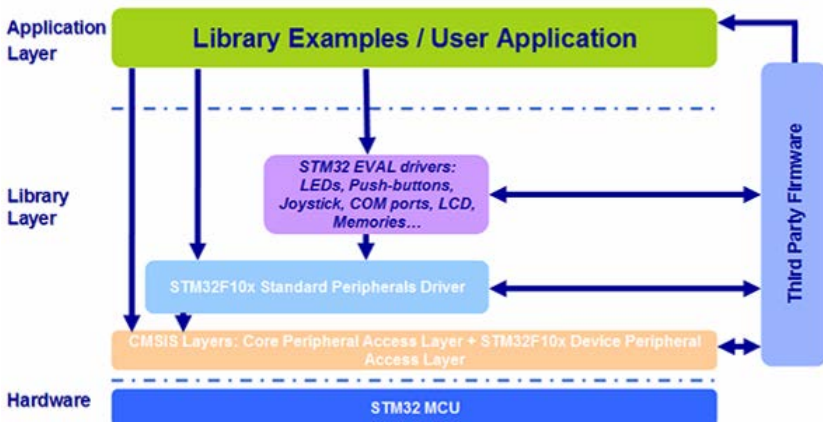 Application
Layer
Library Examples / User Application
Third Party Firmware
Library
Layer
STM32 EVAL drivers:
LEDs, Push-buttons,
Joystick, COM ports, LCD,
Memories…
STM32F10x Standard Peripherals Driver
CMSIS Layers: Core Peripheral Access Layer + STM32F10x Device Peripheral
Access Layer
Hardware
STM32 MCU